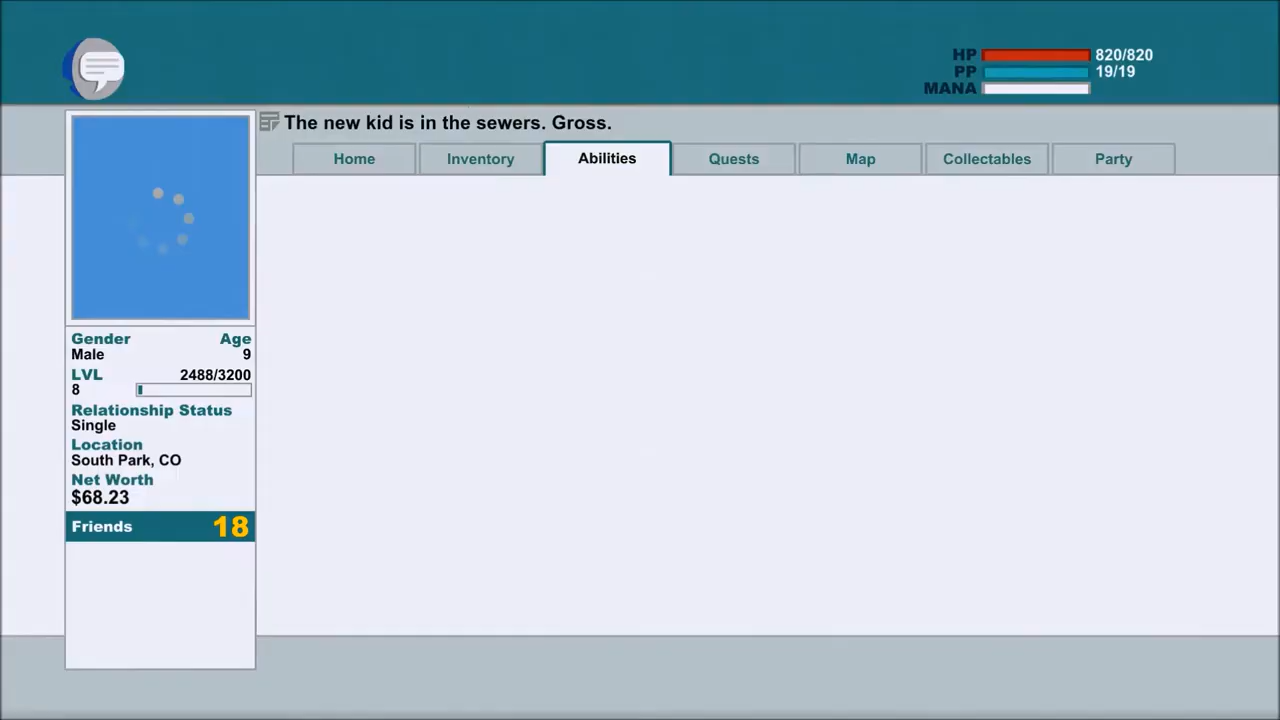 HP 820/820
PP 19/19
MANA
The new kid is in the sewers. Gross.
Home Inventory Abilities Quests Map Collectables Party
Gender Age
Male 9
LVL 2488/3200
8
Relationship Status
Single
Location
South Park, CO
Net Worth
$68.23
Friends 18